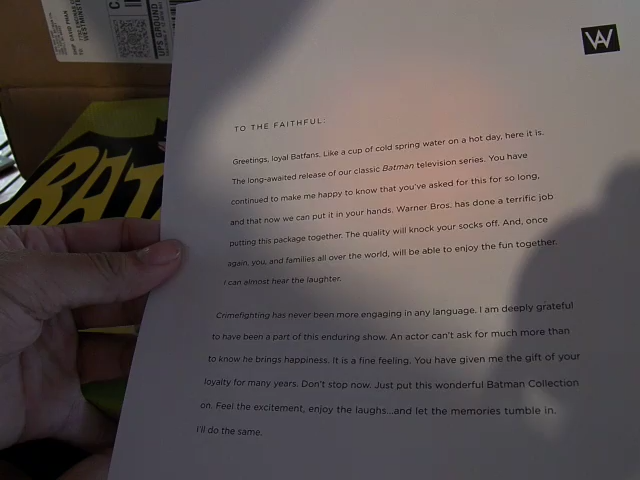 UPS GROUND
WESTMINSTER
BAT
AW
TO THE FAITHFUL:
Greetings, loyal Batfans. Like a cup of cold spring water on a hot day, here it is.
The long-awaited release of our classic Batman television series. You have
continued to make me happy to know that you've asked for this for so long,
and that now we can put it in your hands. Warner Bros. has done a terrific job
putting this package together. The quality will knock your socks off. And, once
again, you, and families all over the world, will be able to enjoy the fun together.
I can almost hear the laughter.
Crimefighting has never been more engaging in any language. I am deeply grateful
to have been a part of this enduring show. An actor can't ask for much more than
to know he brings happiness. It is a fine feeling. You have given me the gift of your
loyalty for many years. Don't stop now. Just put this wonderful Batman Collection
on. Feel the excitement, enjoy the laughs...and let the memories tumble in.
I'll do the same.